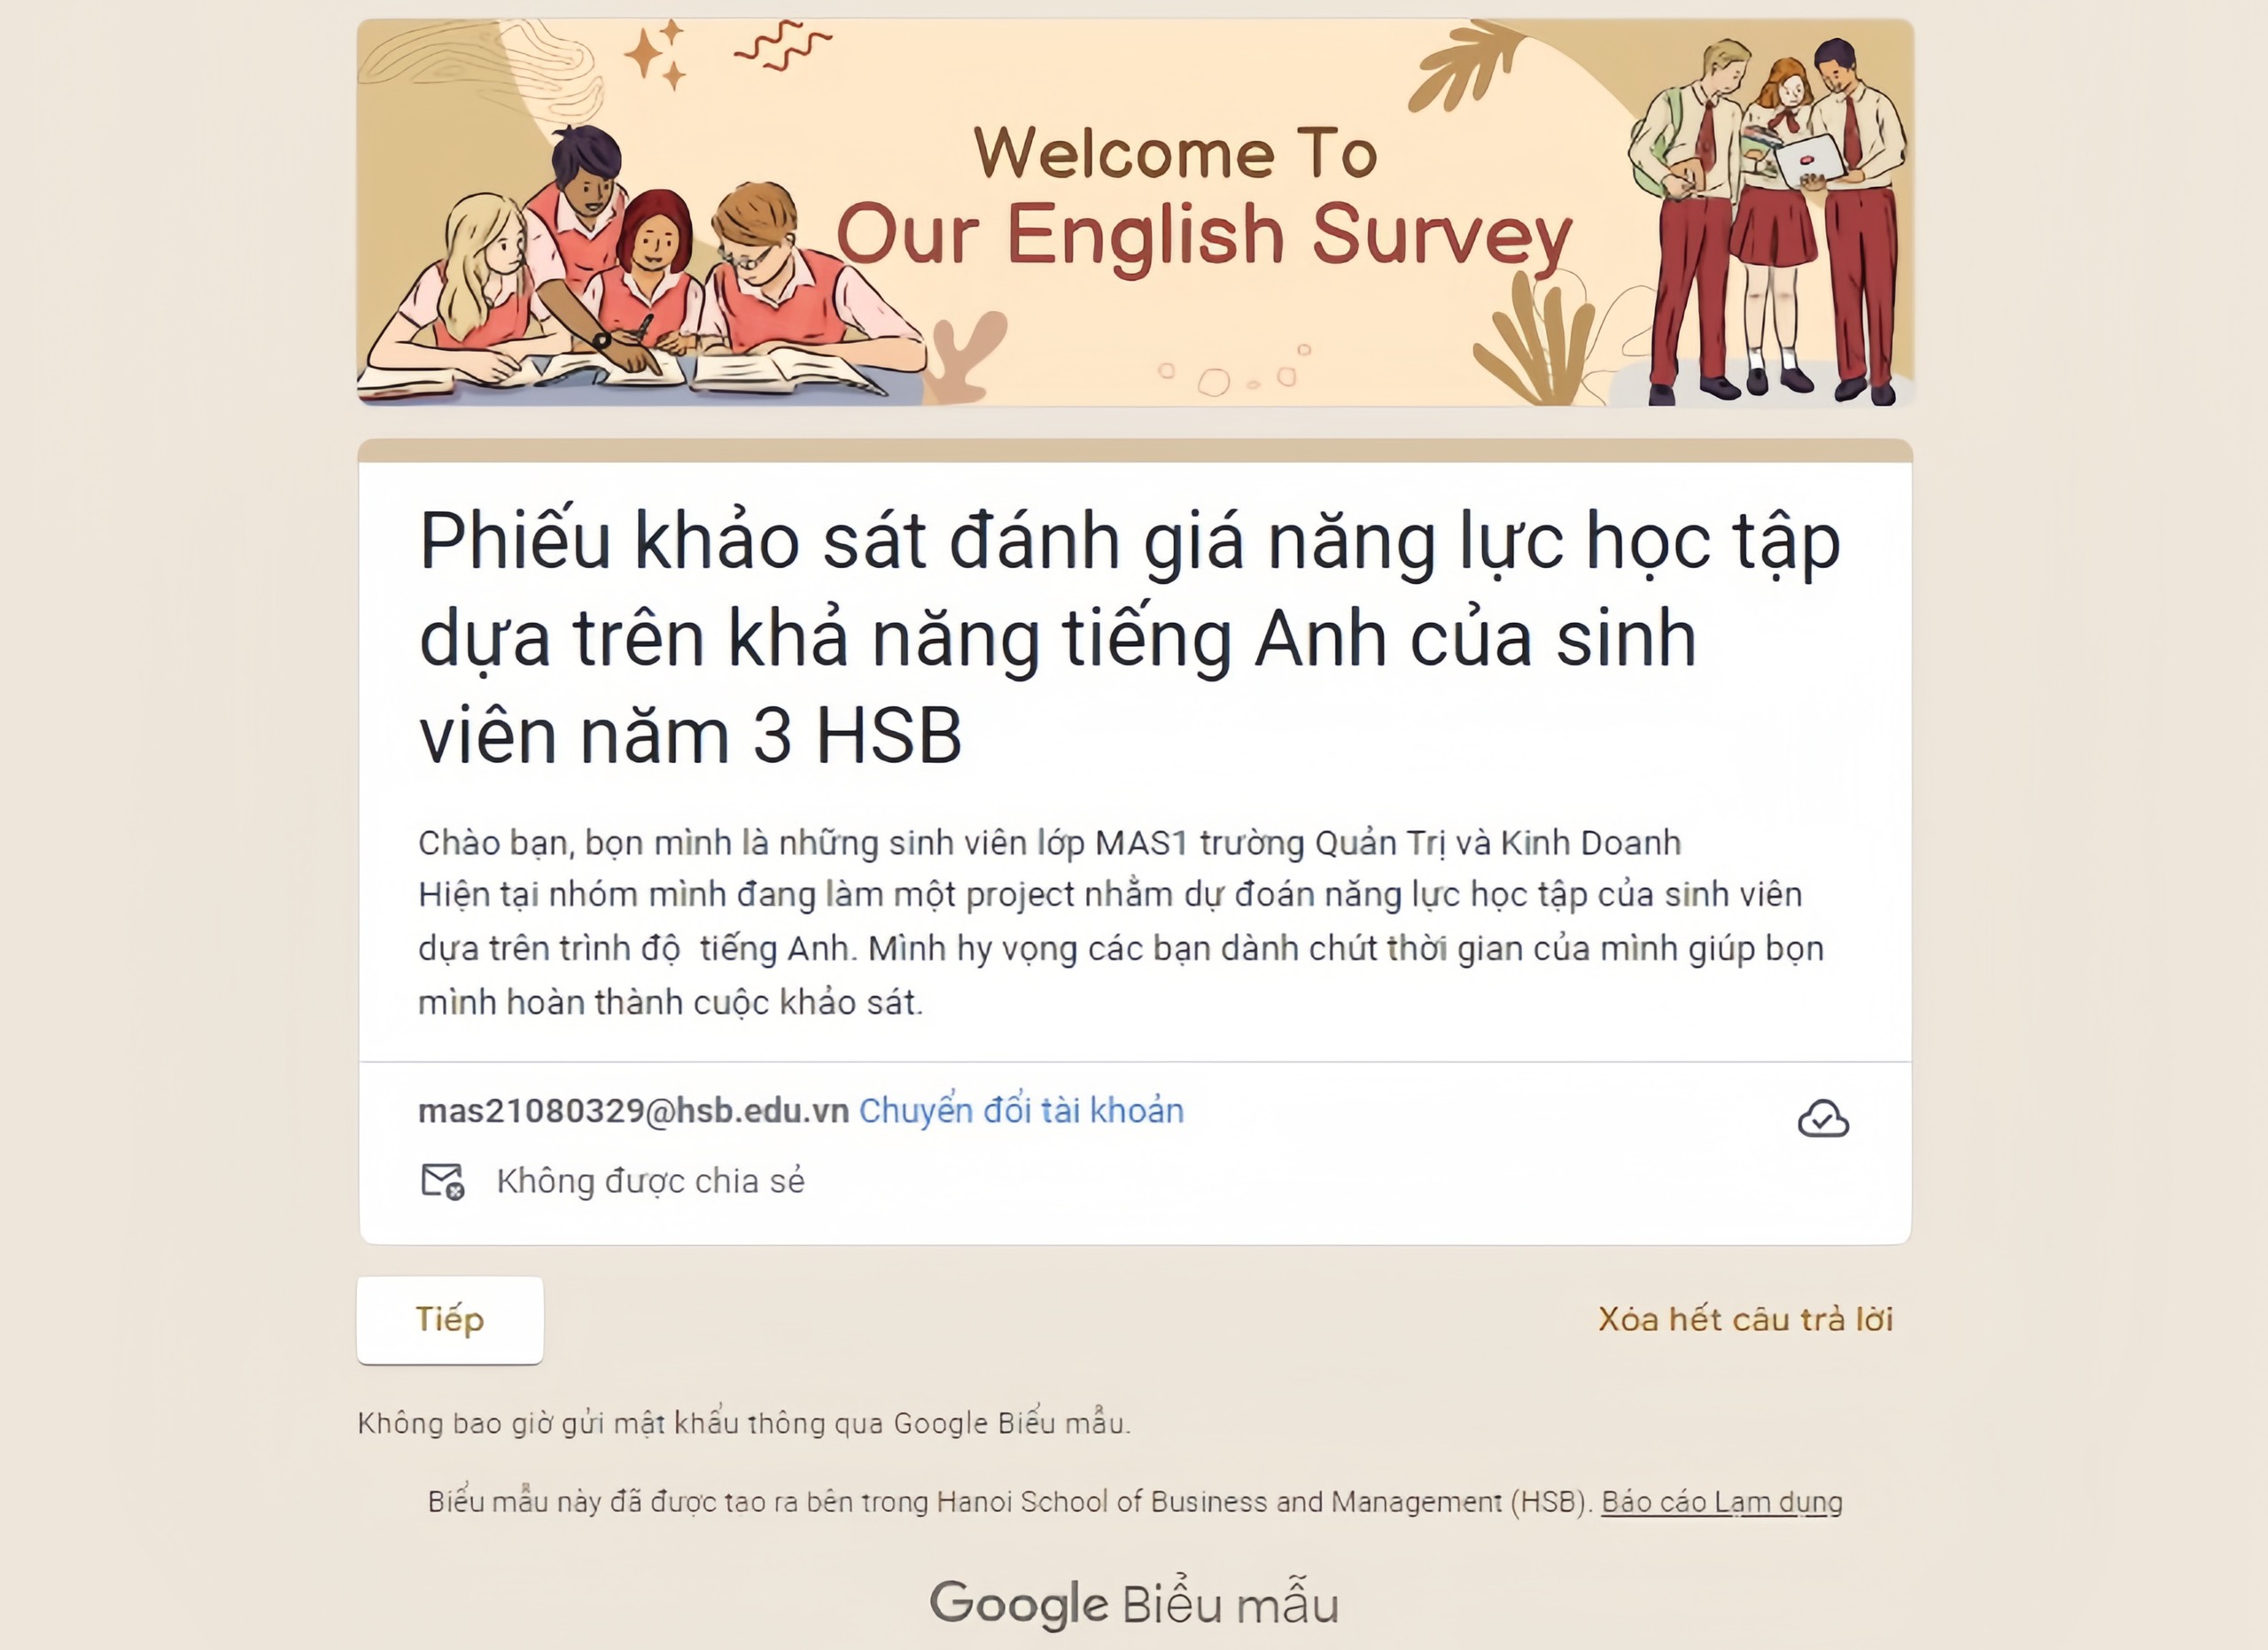 Welcome To
Our English Survey
Phiếu khảo sát đánh giá năng lực học tập
dựa trên khả năng tiếng Anh của sinh
viên năm 3 HSB
Chào bạn, bọn mình là những sinh viên lớp MAS1 trường Quản Trị và Kinh Doanh
Hiện tại nhóm mình đang làm một project nhằm dự đoán năng lực học tập của sinh viên
dựa trên trình độ tiếng Anh. Mình hy vọng các bạn dành chút thời gian của mình giúp bọn
mình hoàn thành cuộc khảo sát.
mas21080329@hsb.edu.vn Chuyển đổi tài khoản
Không được chia sẻ
Tiếp
Xóa hết câu trả lời
Không bao giờ gửi mật khẩu thông qua Google Biểu mẫu.
Biểu mẫu này đã được tạo ra bên trong Hanoi School of Business and Management (HSB). Báo cáo Lạm dụng
Google Biểu mẫu